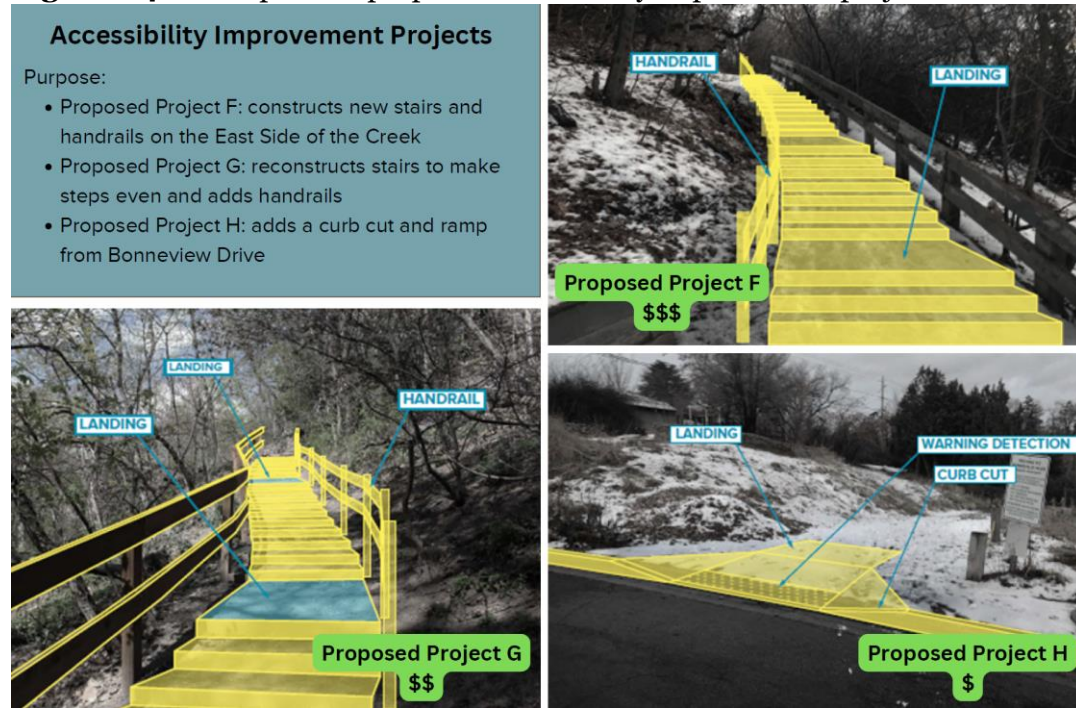 Accessibility Improvement Projects
Purpose:
• Proposed Project F: constructs new stairs and
handrails on the East Side of the Creek
• Proposed Project G: reconstructs stairs to make
steps even and adds handrails
• Proposed Project H: adds a curb cut and ramp
from Bonneview Drive
HANDRAIL
LANDING
Proposed Project F
$$$
LANDING
LANDING
HANDRAIL
Proposed Project G
$$
LANDING
WARNING DETECTION
CURB CUT
Proposed Project H
$